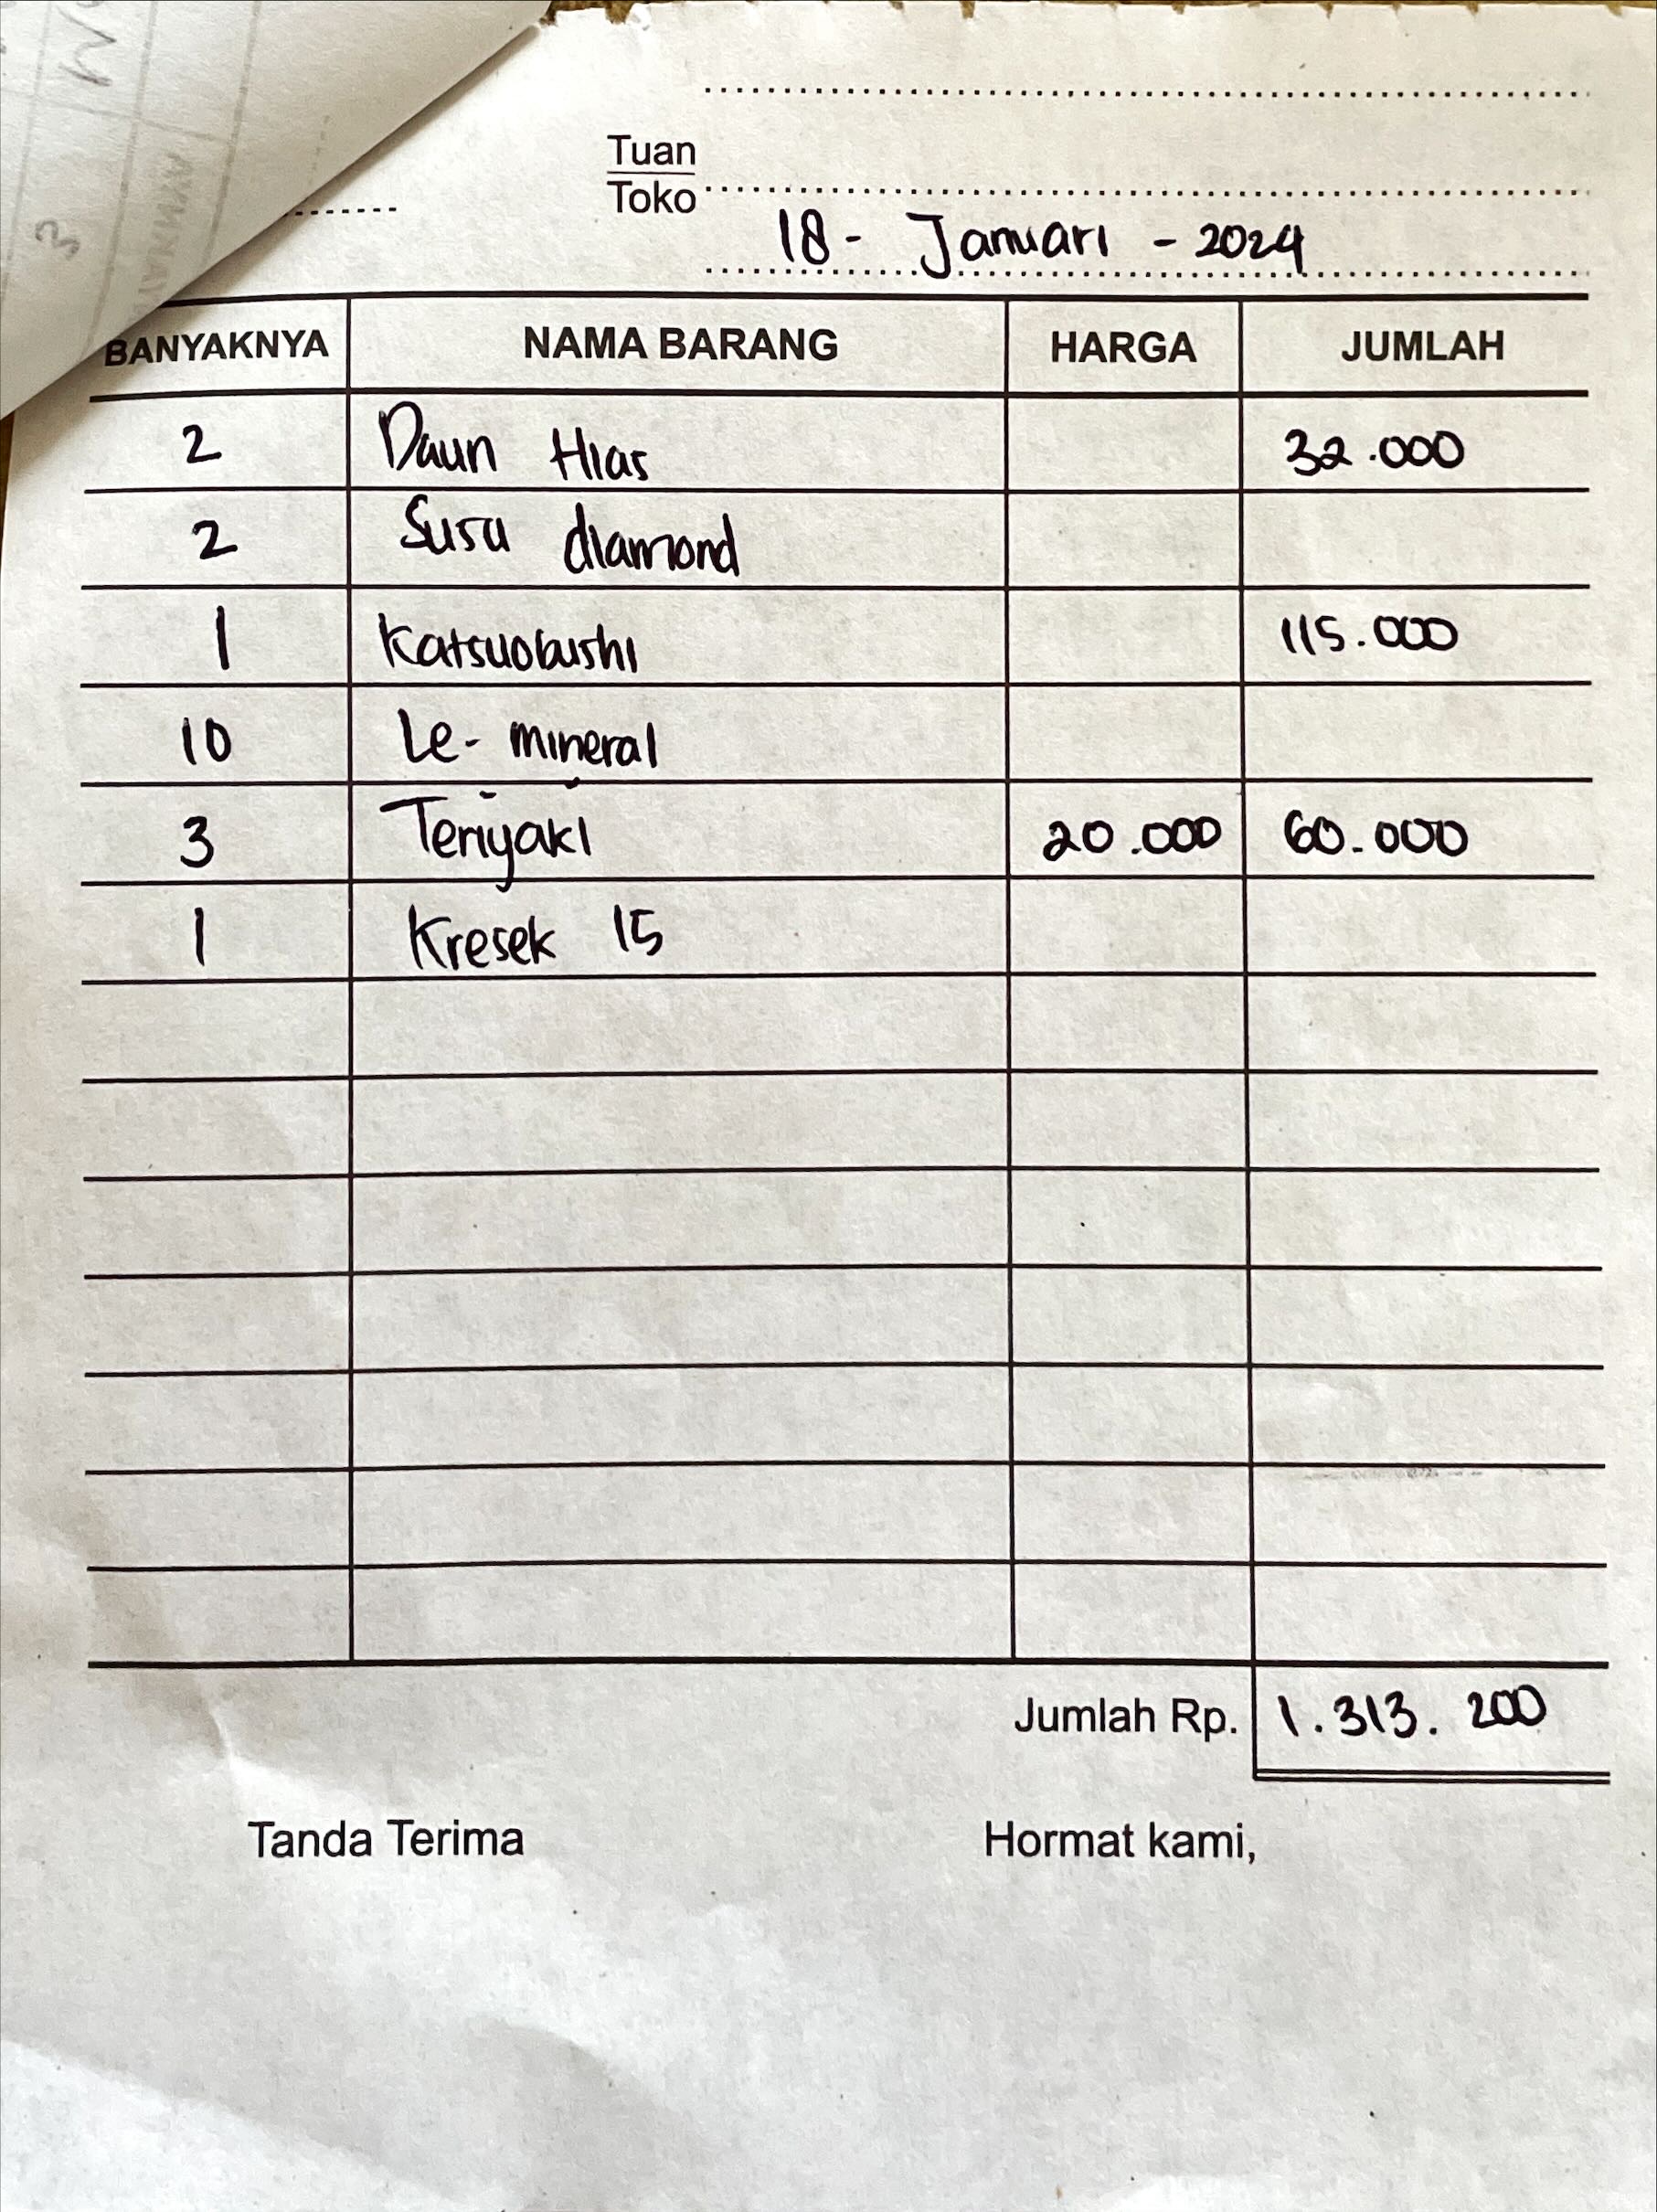 Tuan
Toko
18 - Januari - 2024
BANYAKNYA NAMA BARANG HARGA JUMLAH
2 Daun Hias 32.000
2 Susu diamond
1 Katsuobushi 115.000
10 Le-mineral
3 Teriyaki 20.000 60.000
1 Kresek 15
Jumlah Rp. 1.313.200
Tanda Terima Hormat kami,